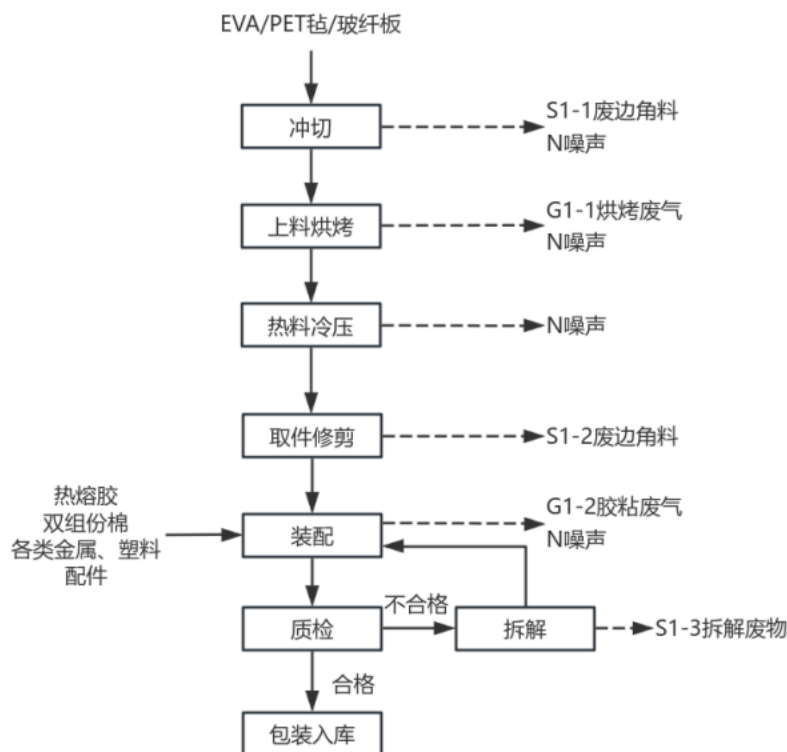 EVA/PET毡/玻纤板
冲切
S1-1废边角料
N噪声
上料烘烤
G1-1烘烤废气
N噪声
热料冷压
N噪声
取件修剪
S1-2废边角料
热熔胶
双组份棉
各类金属、塑料
配件
装配
G1-2胶粘废气
N噪声
质检
不合格
拆解
S1-3拆解废物
合格
包装入库